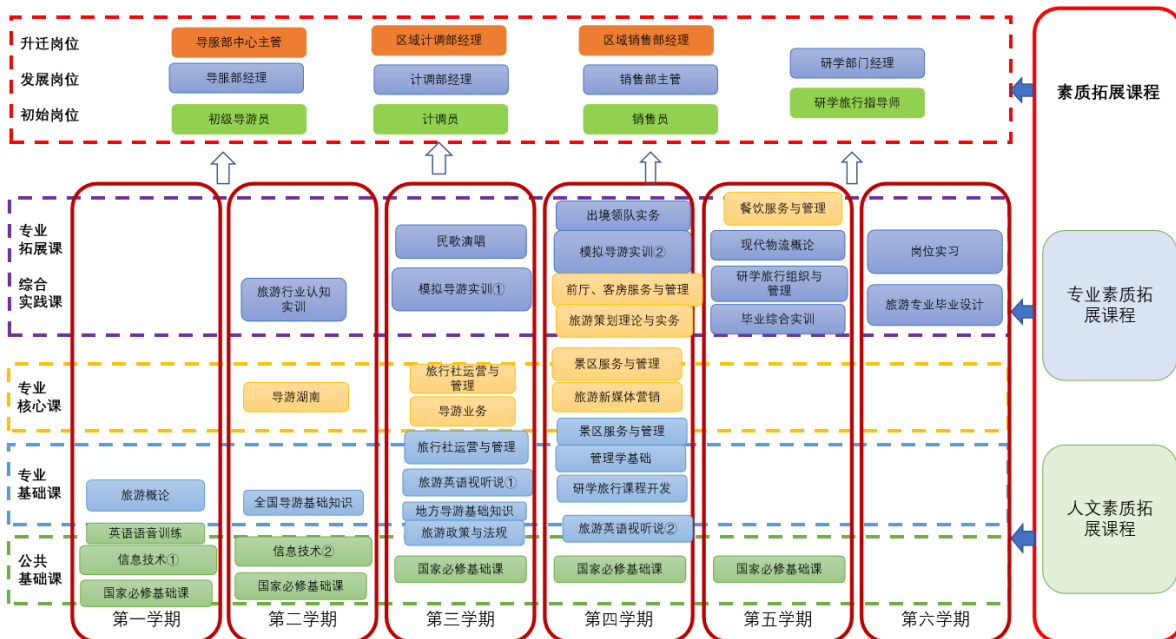 升迁岗位
导服部中心主管
区域计调部经理
区域销售部经理
发展岗位
导服部经理
计调部经理
销售部主管
研学部门经理
初始岗位
初级导游员
计调员
销售员
研学旅行指导师
素质拓展课程
专业
拓展课
综合
实践课
旅游行业认知
实训
民歌演唱
模拟导游实训①
出境领队实务
模拟导游实训②
前厅、客房服务与管理
旅游策划理论与实务
餐饮服务与管理
现代物流概论
研学旅行组织与
管理
毕业综合实训
岗位实习
旅游专业毕业设计
专业素质拓
展课程
专业
核心课
导游湖南
旅行社运营与
管理
导游业务
景区服务与管理
旅游新媒体营销
景区服务与管理
专业
基础课
旅游概论
全国导游基础知识
旅行社运营与管理
旅游英语视听说①
地方导游基础知识
旅游政策与法规
管理学基础
研学旅行课程开发
旅游英语视听说②
人文素质拓
展课程
公共
基础课
英语语音训练
信息技术①
国家必修基础课
信息技术②
国家必修基础课
国家必修基础课
国家必修基础课
国家必修基础课
第一学期
第二学期
第三学期
第四学期
第五学期
第六学期